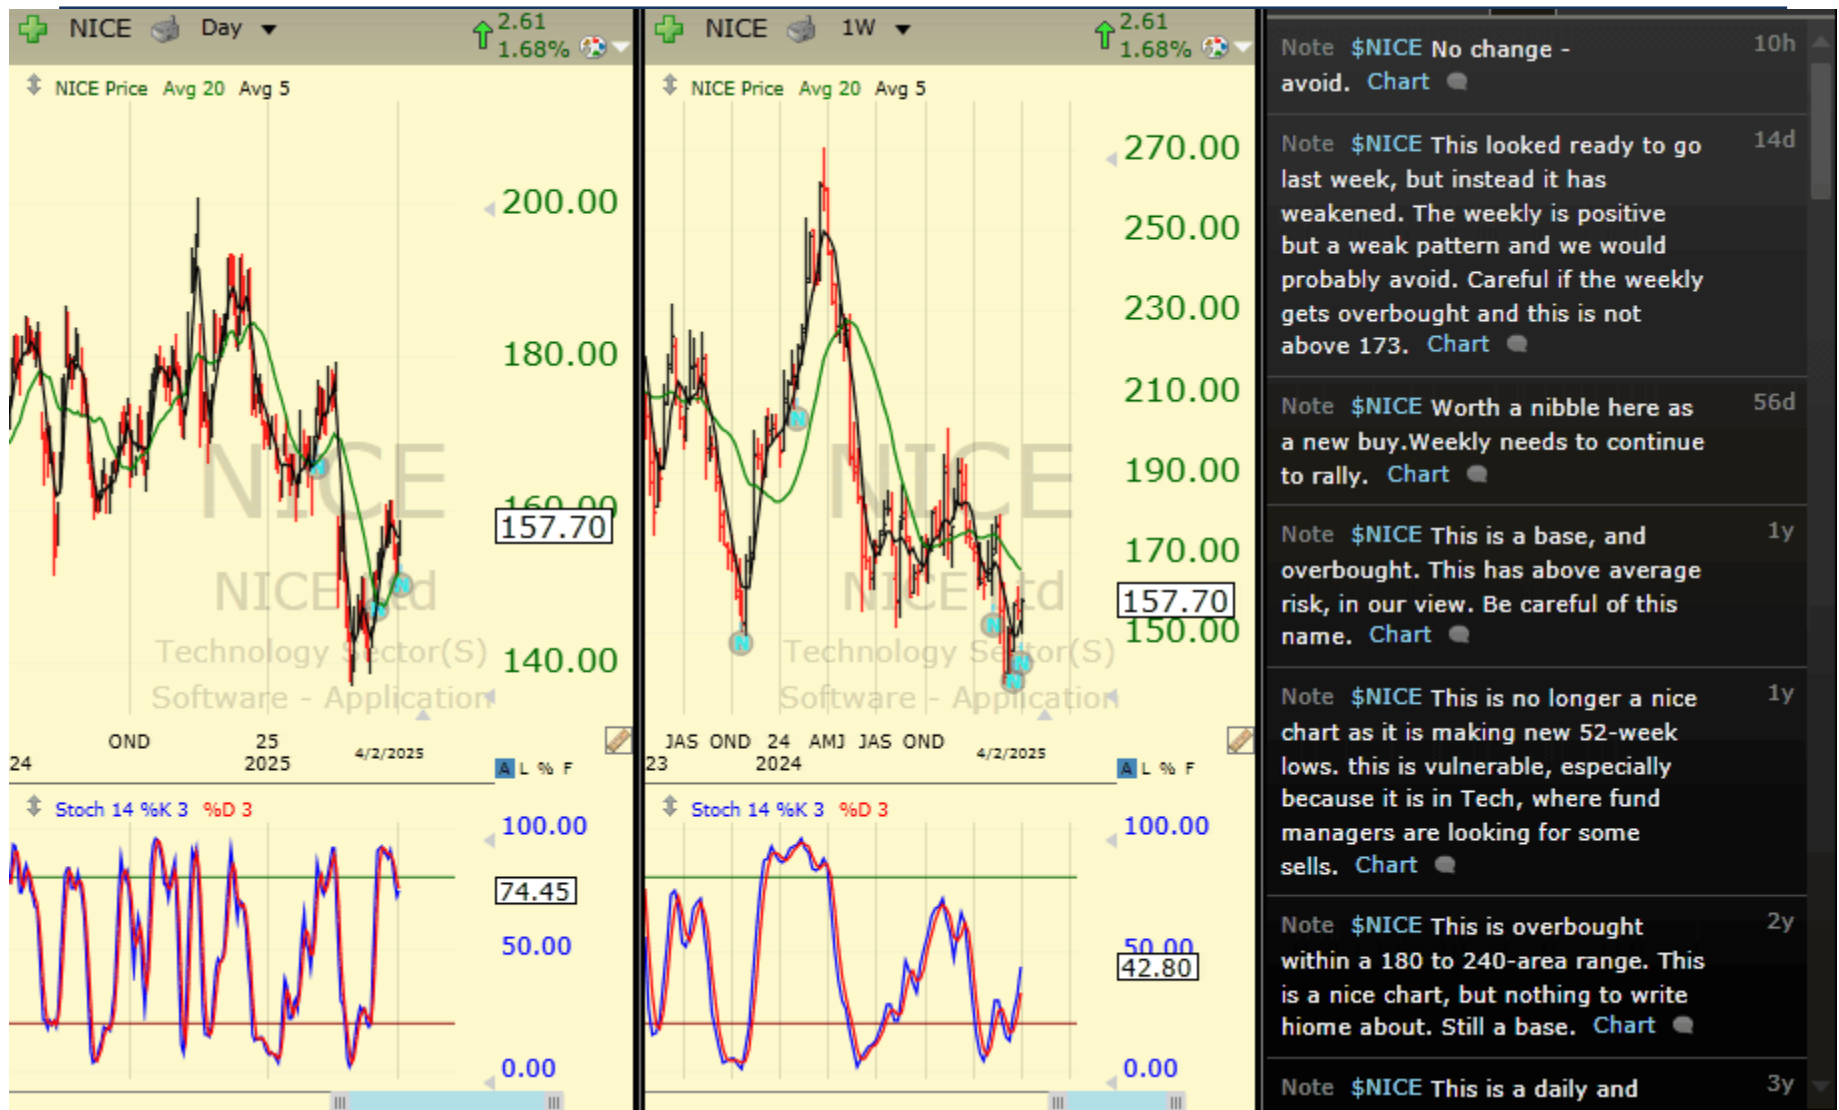 NICE Day 2.61
1.68%
NICE Price Avg 20 Avg 5
200.00
180.00
160.00
157.70
140.00
NICE
NICE Ltd
Technology Sector(S)
Software - Application
OND 25
24 2025 4/2/2025
A L % F
Stoch 14 %K 3 %D 3
100.00
74.45
50.00
0.00
NICE 1W 2.61
1.68%
NICE Price Avg 20 Avg 5
270.00
250.00
230.00
210.00
190.00
170.00
157.70
150.00
NICE
NICE Ltd
Technology Sector(S)
Software - Application
JAS OND 24 AMJ JAS OND
23 2024 4/2/2025
A L % F
Stoch 14 %K 3 %D 3
100.00
50.00
42.80
0.00
N
N
N
N
N
N
N
N
Note $NICE No change - 10h
avoid. Chart
Note $NICE This looked ready to go 14d
last week, but instead it has
weakened. The weekly is positive
but a weak pattern and we would
probably avoid. Careful if the weekly
gets overbought and this is not
above 173. Chart
Note $NICE Worth a nibble here as 56d
a new buy.Weekly needs to continue
to rally. Chart
Note $NICE This is a base, and 1y
overbought. This has above average
risk, in our view. Be careful of this
name. Chart
Note $NICE This is no longer a nice 1y
chart as it is making new 52-week
lows. this is vulnerable, especially
because it is in Tech, where fund
managers are looking for some
sells. Chart
Note $NICE This is overbought 2y
within a 180 to 240-area range. This
is a nice chart, but nothing to write
hiome about. Still a base. Chart
Note $NICE This is a daily and 3y